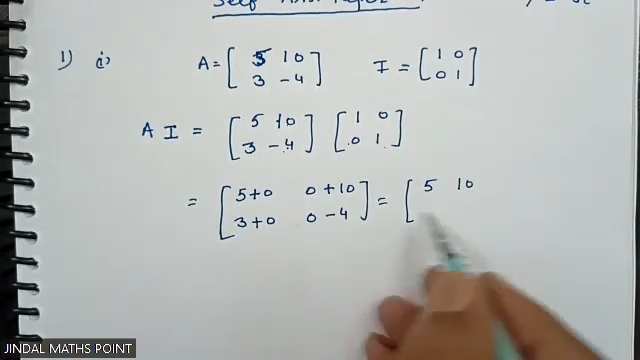 1) i) A = [ 5 10 3 -4 ] I = [ 1 0 0 1 ]
A I = [ 5 10 3 -4 ] [ 1 0 0 1 ]
= [ 5+0 0+10 3+0 0-4 ] = [ 5 10
JINDAL MATHS POINT